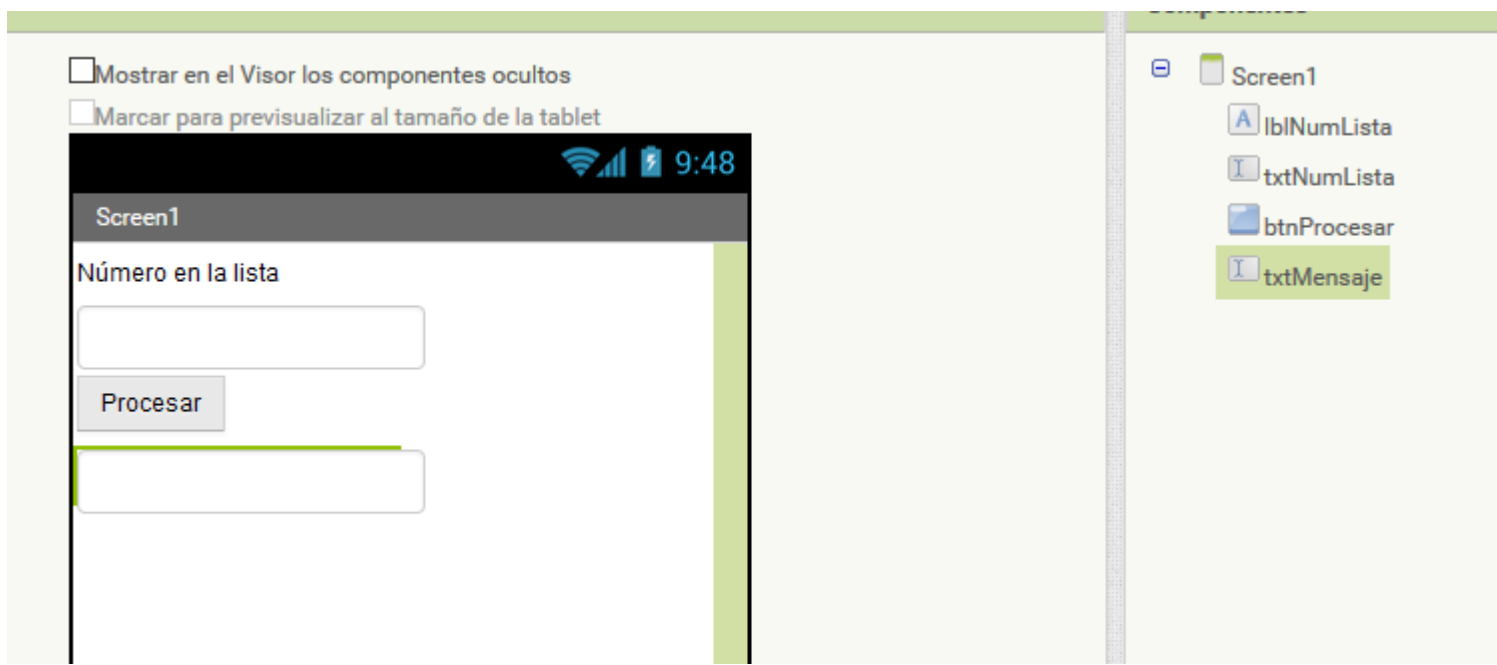 Mostrar en el Visor los componentes ocultos
Marcar para previsualizar al tamaño de la tablet
9:48
Screen1
Número en la lista
Procesar
Componentes
Screen1
lblNumLista
txtNumLista
btnProcesar
txtMensaje